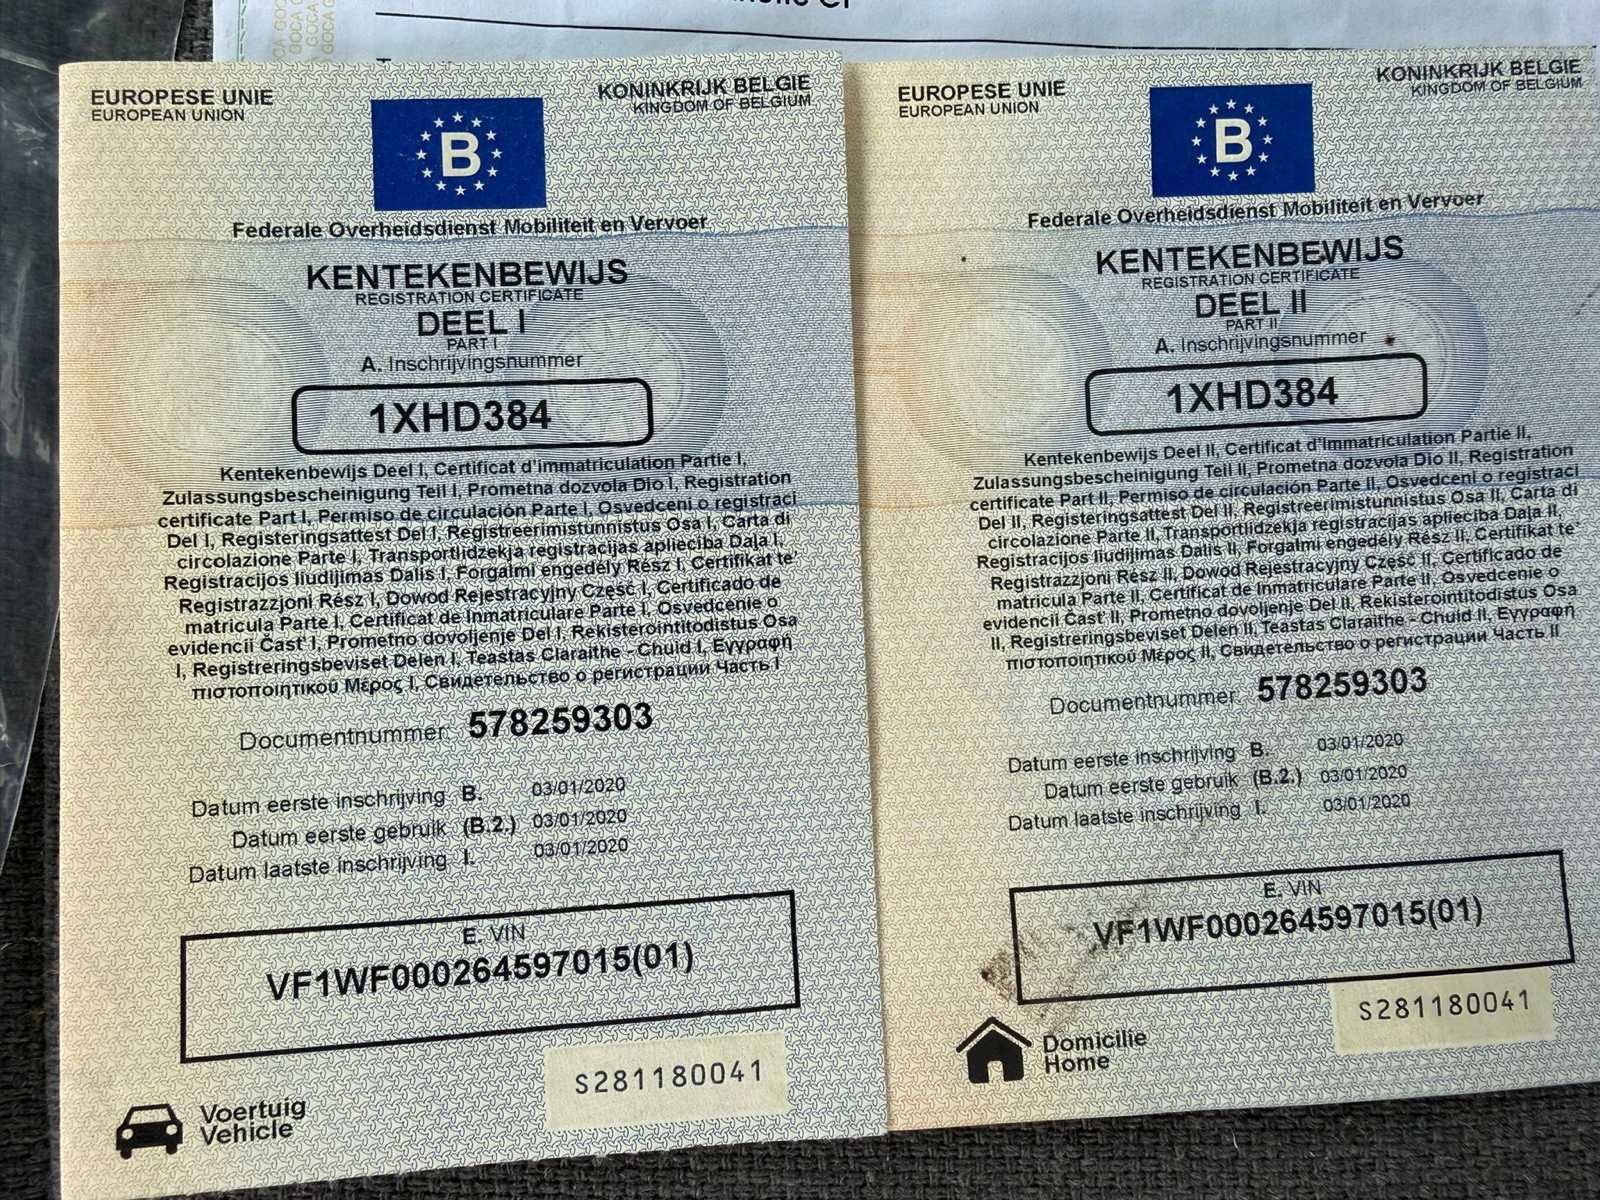 GOCA GOCA
EUROPESE UNIE
EUROPEAN UNION
KONINKRIJK BELGIE
KINGDOM OF BELGIUM
B
Federale Overheidsdienst Mobiliteit en Vervoer
KENTEKENBEWIJS
REGISTRATION CERTIFICATE
DEEL I
PART I
A. Inschrijvingsnummer
1XHD384
Kentekenbewijs Deel I, Certificat d'immatriculation Partie I,
Zulassungsbescheinigung Teil I, Prometna dozvola Dio I, Registration
certificate Part I, Permiso de circulación Parte I, Osvedceni o registraci
Del I, Registeringsattest Del I, Registreerimistunnistus Osa I, Carta di
circolazione Parte I, Transportlidzekja registracijas aplieciba Daļa I,
Registracijos liudijimas Dalis I, Forgalmi engedély Rész I, Certifikat te'
Registrazzjoni Rész I, Dowod Rejestracyjny Część I, Certificado de
matricula Parte I, Certificat de Inmatriculare Parte I, Osvedcenie o
evidencii Čast' I, Prometno dovoljenje Del I, Rekisterointitodistus Osa
I, Registreringsbeviset Delen I, Teastas Claraithe - Chuid I, Εγγραφή
πιστοποιητικού Μέρος I, Свидетельство о регистрации Часть I
Documentnummer: 578259303
Datum eerste inschrijving B. 03/01/2020
Datum eerste gebruik (B.2.) 03/01/2020
Datum laatste inschrijving I. 03/01/2020
E. VIN
VF1WF000264597015(01)
S281180041
Voertuig
Vehicle
EUROPESE UNIE
EUROPEAN UNION
KONINKRIJK BELGIE
KINGDOM OF BELGIUM
B
Federale Overheidsdienst Mobiliteit en Vervoer
KENTEKENBEWIJS
REGISTRATION CERTIFICATE
DEEL II
PART II
A. Inschrijvingsnummer
1XHD384
Kentekenbewijs Deel II, Certificat d'immatriculation Partie II,
Zulassungsbescheinigung Teil II, Prometna dozvola Dio II, Registration
certificate Part II, Permiso de circulación Parte II, Osvedceni o registraci
Del II, Registeringsattest Del II, Registreerimistunnistus Osa II, Carta di
circolazione Parte II, Transportlidzekja registracijas aplieciba Daļa II,
Registracijos liudijimas Dalis II, Forgalmi engedély Rész II, Certifikat te'
Registrazzjoni Rész II, Dowod Rejestracyjny Część II, Certificado de
matricula Parte II, Certificat de Inmatriculare Parte II, Osvedcenie o
evidencii Čast' II, Prometno dovoljenje Del II, Rekisterointitodistus Osa
II, Registreringsbeviset Delen II, Teastas Claraithe - Chuid II, Εγγραφή
πιστοποιητικού Μέρος II, Свидетельство о регистрации Часть II
Documentnummer: 578259303
Datum eerste inschrijving B. 03/01/2020
Datum eerste gebruik (B.2.) 03/01/2020
Datum laatste inschrijving I. 03/01/2020
E. VIN
VF1WF000264597015(01)
S281180041
Domicilie
Home